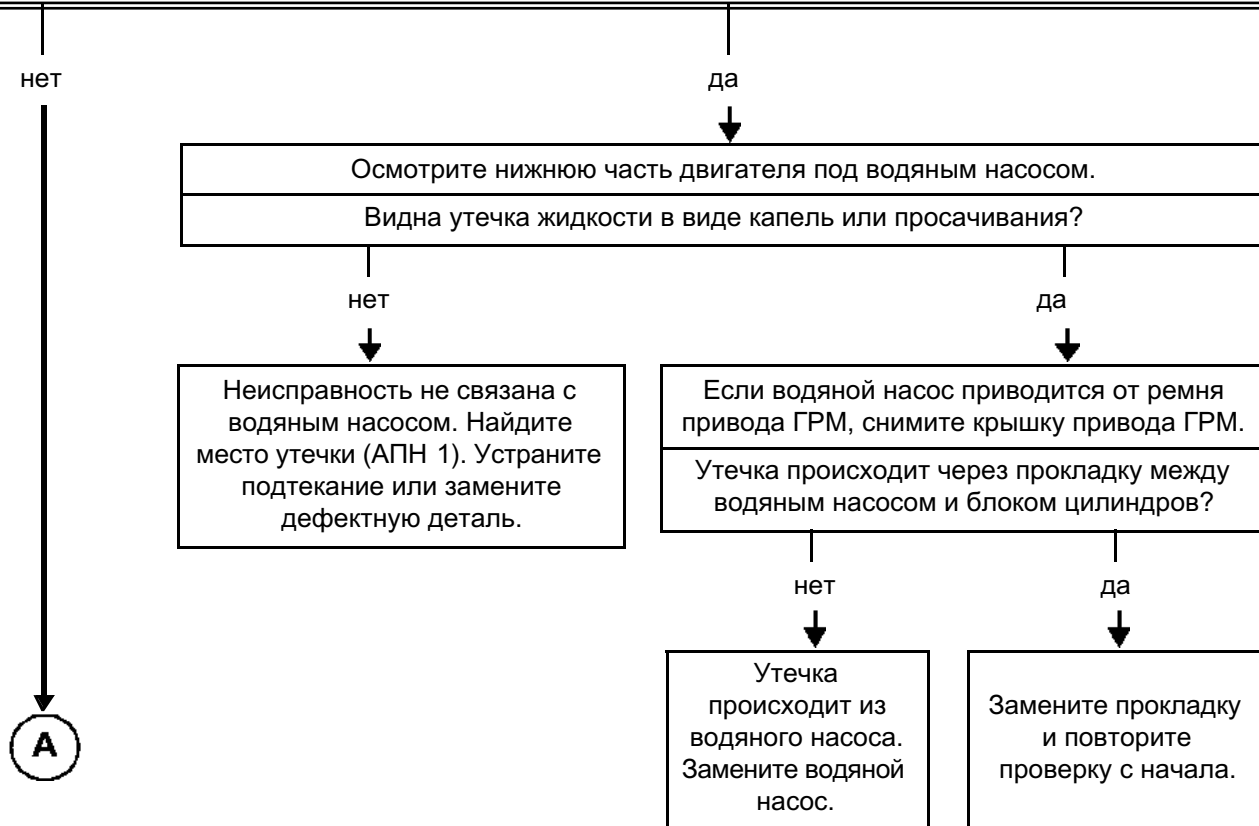 нет
да
Осмотрите нижнюю часть двигателя под водяным насосом.
Видна утечка жидкости в виде капель или просачивания?
нет
да
Неисправность не связана с
водяным насосом. Найдите
место утечки (АПН 1). Устраните
подтекание или замените
дефектную деталь.
Если водяной насос приводится от ремня
привода ГРМ, снимите крышку привода ГРМ.
Утечка происходит через прокладку между
водяным насосом и блоком цилиндров?
нет
да
Утечка
происходит из
водяного насоса.
Замените водяной
насос.
Замените прокладку
и повторите
проверку с начала.
А